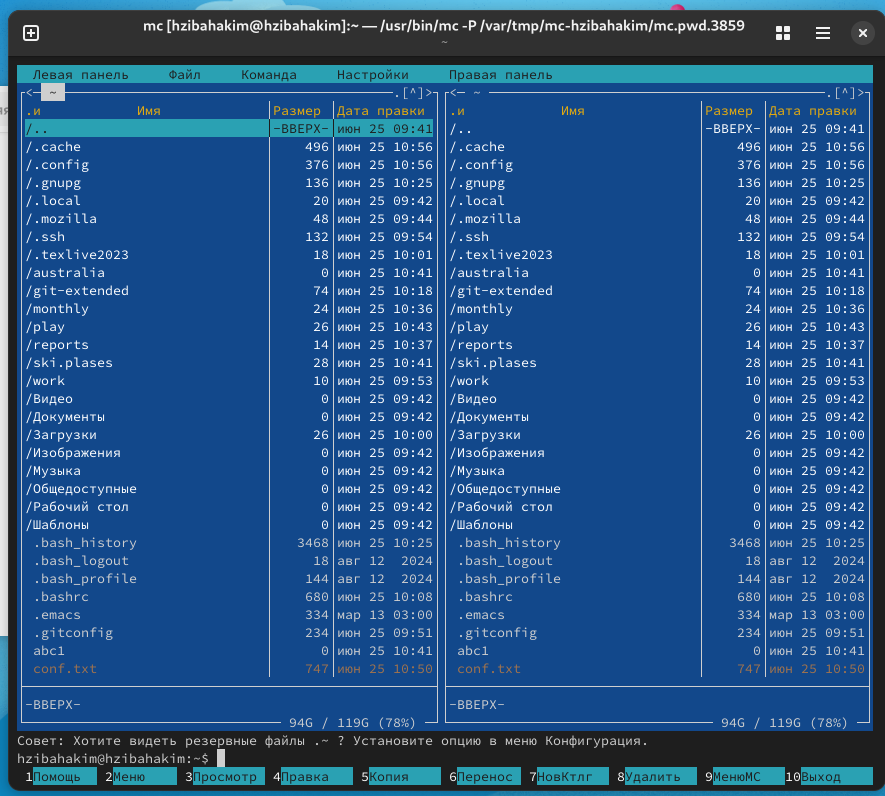 mc [hzibahakim@hzibahakim]:~ — /usr/bin/mc -P /var/tmp/mc-hzibahakim/mc.pwd.3859
~
Левая панель Файл Команда Настройки Правая панель
<— ~ .[^]> <— ~ .[^]>
.и Имя Размер Дата правки .и Имя Размер Дата правки
/.. -ВВЕРХ- июн 25 09:41 /.. -ВВЕРХ- июн 25 09:41
/.cache 496 июн 25 10:56 /.cache 496 июн 25 10:56
/.config 376 июн 25 10:56 /.config 376 июн 25 10:56
/.gnupg 136 июн 25 10:25 /.gnupg 136 июн 25 10:25
/.local 20 июн 25 09:42 /.local 20 июн 25 09:42
/.mozilla 48 июн 25 09:44 /.mozilla 48 июн 25 09:44
/.ssh 132 июн 25 09:54 /.ssh 132 июн 25 09:54
/.texlive2023 18 июн 25 10:01 /.texlive2023 18 июн 25 10:01
/australia 0 июн 25 10:41 /australia 0 июн 25 10:41
/git-extended 74 июн 25 10:18 /git-extended 74 июн 25 10:18
/monthly 24 июн 25 10:36 /monthly 24 июн 25 10:36
/play 26 июн 25 10:43 /play 26 июн 25 10:43
/reports 14 июн 25 10:37 /reports 14 июн 25 10:37
/ski.plases 28 июн 25 10:41 /ski.plases 28 июн 25 10:41
/work 10 июн 25 09:53 /work 10 июн 25 09:53
/Видео 0 июн 25 09:42 /Видео 0 июн 25 09:42
/Документы 0 июн 25 09:42 /Документы 0 июн 25 09:42
/Загрузки 26 июн 25 10:00 /Загрузки 26 июн 25 10:00
/Изображения 0 июн 25 09:42 /Изображения 0 июн 25 09:42
/Музыка 0 июн 25 09:42 /Музыка 0 июн 25 09:42
/Общедоступные 0 июн 25 09:42 /Общедоступные 0 июн 25 09:42
/Рабочий стол 0 июн 25 09:42 /Рабочий стол 0 июн 25 09:42
/Шаблоны 0 июн 25 09:42 /Шаблоны 0 июн 25 09:42
.bash_history 3468 июн 25 10:25 .bash_history 3468 июн 25 10:25
.bash_logout 18 авг 12 2024 .bash_logout 18 авг 12 2024
.bash_profile 144 авг 12 2024 .bash_profile 144 авг 12 2024
.bashrc 680 июн 25 10:08 .bashrc 680 июн 25 10:08
.emacs 334 мар 13 03:00 .emacs 334 мар 13 03:00
.gitconfig 234 июн 25 09:51 .gitconfig 234 июн 25 09:51
abc1 0 июн 25 10:41 abc1 0 июн 25 10:41
conf.txt 747 июн 25 10:50 conf.txt 747 июн 25 10:50
-ВВЕРХ- -ВВЕРХ-
94G / 119G (78%) 94G / 119G (78%)
Совет: Хотите видеть резервные файлы .~ ? Установите опцию в меню Конфигурация.
hzibahakim@hzibahakim:~$
1Помощь 2Меню 3Просмотр 4Правка 5Копия 6Перенос 7НовКтлг 8Удалить 9МенюMC 10Выход